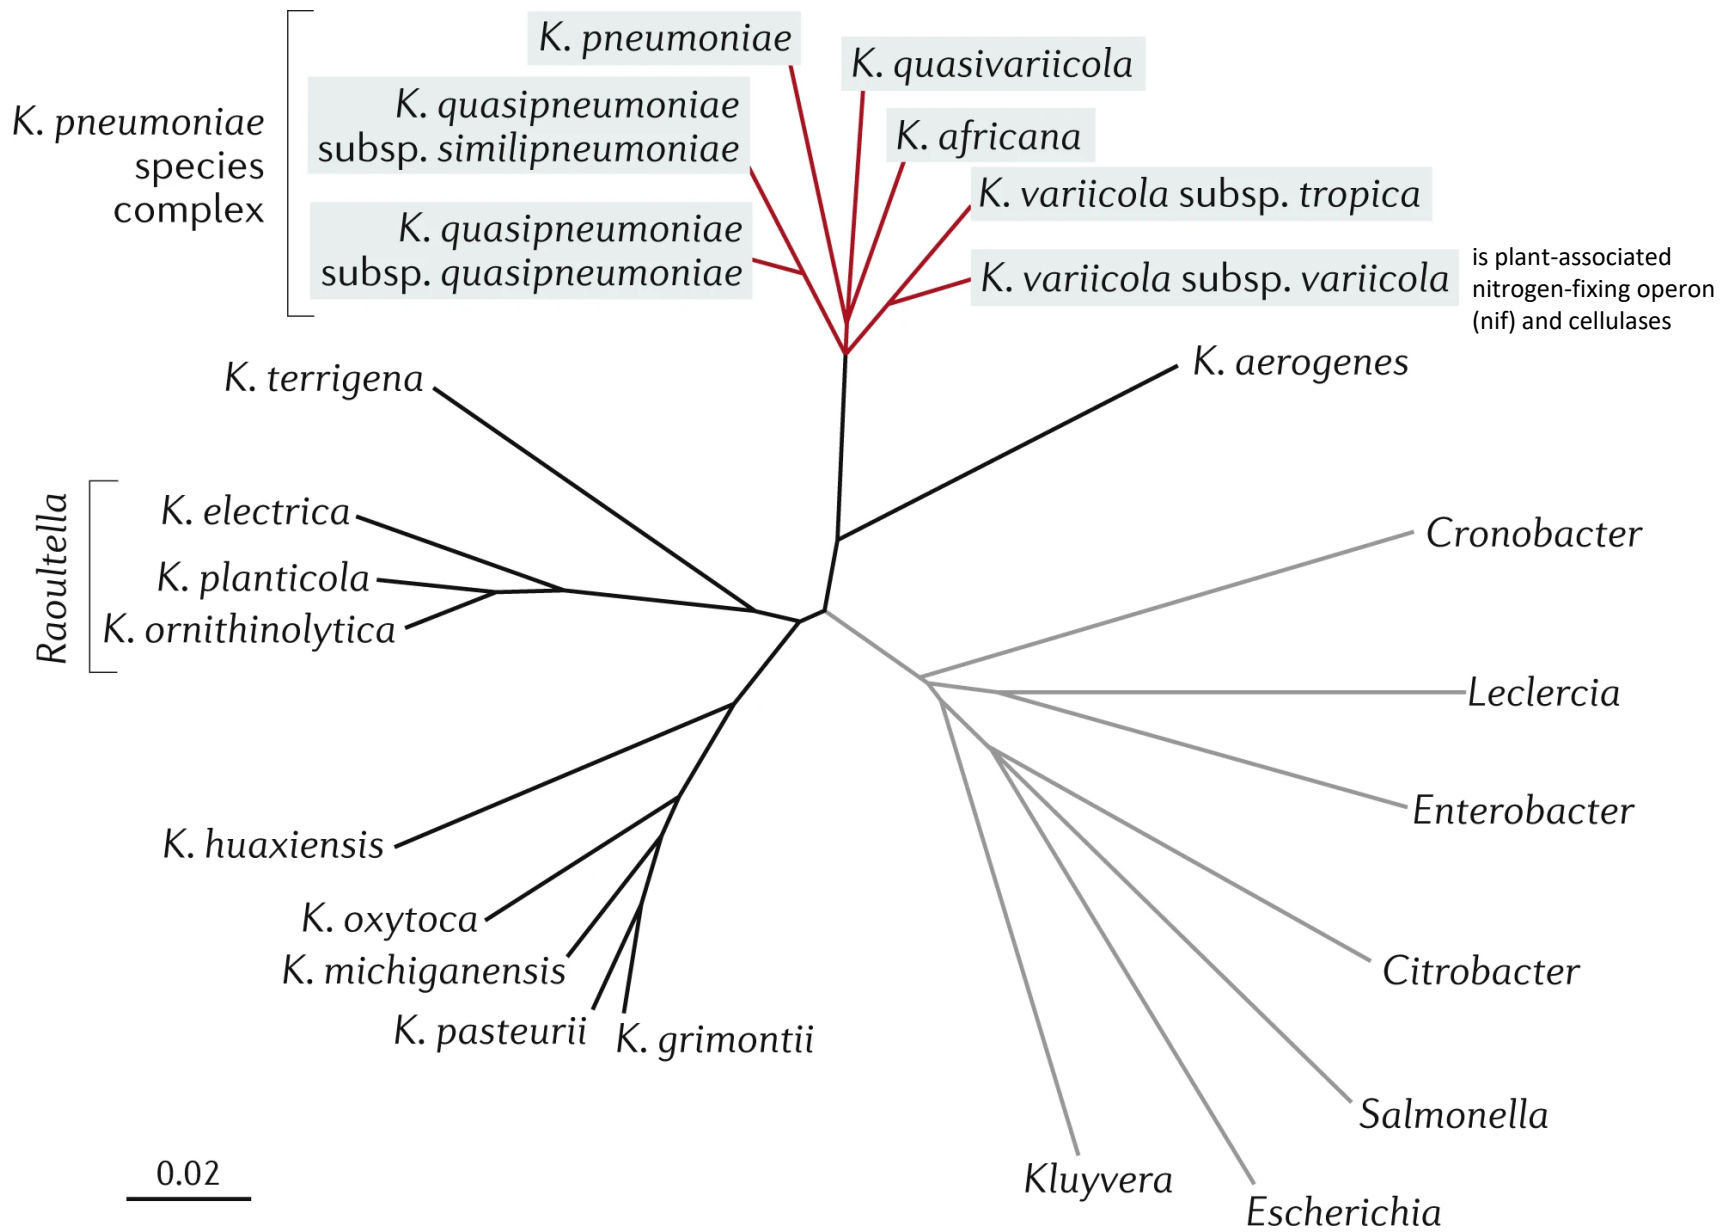 K. pneumoniae
K. quasivariicola
K. quasipneumoniae
subsp. similipneumoniae
K. pneumoniae
species
complex
K. africana
K. variicola subsp. tropica
K. quasipneumoniae
subsp. quasipneumoniae
K. variicola subsp. variicola
is plant-associated
nitrogen-fixing operon
(nif) and cellulases
K. terrigena
K. aerogenes
Raoultella
K. electrica
K. planticola
K. ornithinolytica
Cronobacter
Leclercia
Enterobacter
K. huaxiensis
K. oxytoca
K. michiganensis
K. pasteurii
K. grimontii
Citrobacter
Salmonella
Kluyvera
Escherichia
0.02